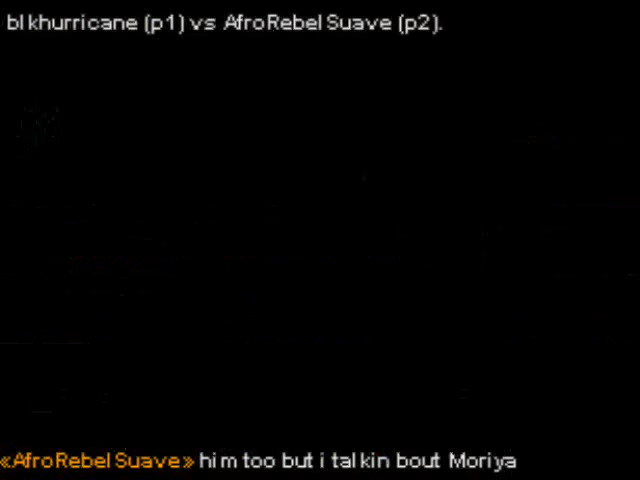 blkhurricane (p1) vs AfroRebelSuave (p2).
«AfroRebelSuave» him too but i talkin bout Moriya